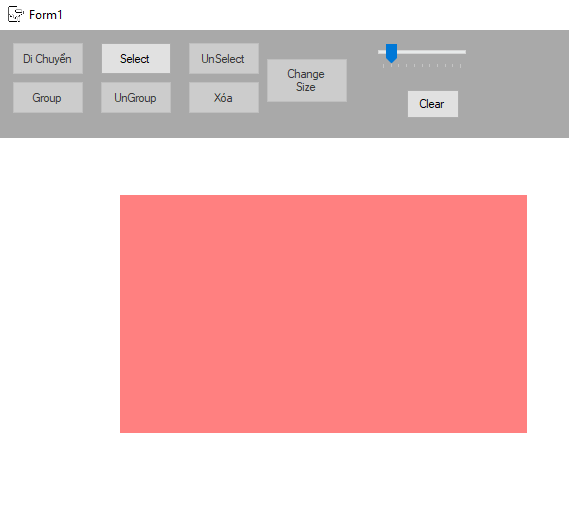 Form1
Di Chuyển
Select
UnSelect
Change
Size
Group
UnGroup
Xóa
Clear